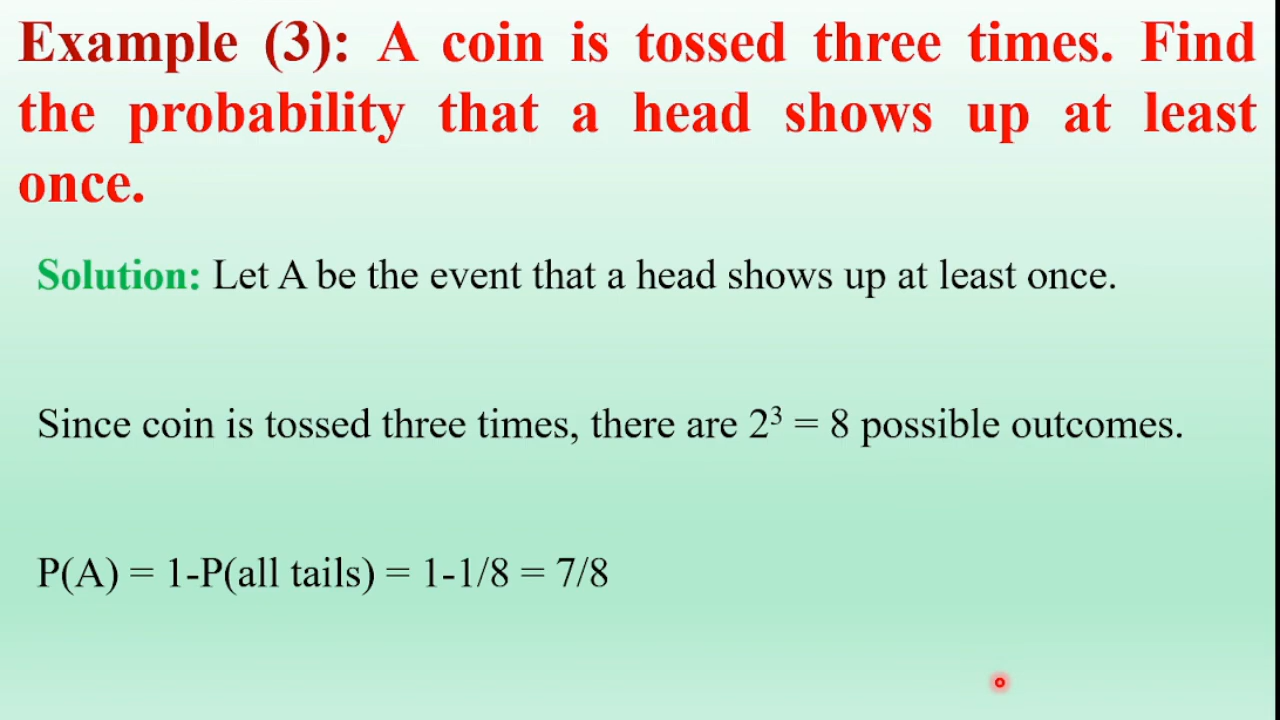 Example (3): A coin is tossed three times. Find
the probability that a head shows up at least
once.
Solution: Let A be the event that a head shows up at least once.
Since coin is tossed three times, there are 2³ = 8 possible outcomes.
P(A) = 1-P(all tails) = 1-1/8 = 7/8